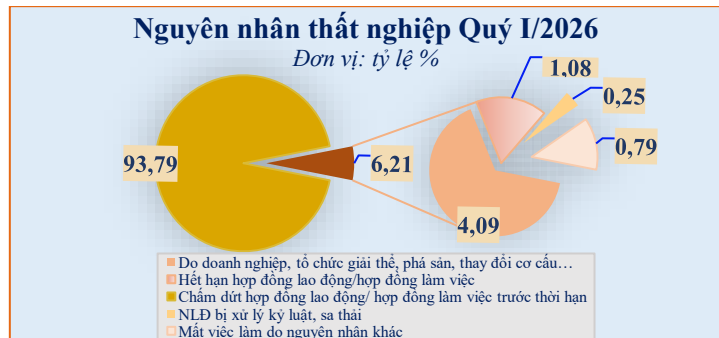 Nguyên nhân thất nghiệp Quý I/2026
Đơn vị: tỷ lệ %
1,08
0,25
93,79
6,21
0,79
4,09
Do doanh nghiệp, tổ chức giải thể, phá sản, thay đổi cơ cấu…
Hết hạn hợp đồng lao động/hợp đồng làm việc
Chấm dứt hợp đồng lao động/ hợp đồng làm việc trước thời hạn
NLĐ bị xử lý kỷ luật, sa thải
Mất việc làm do nguyên nhân khác